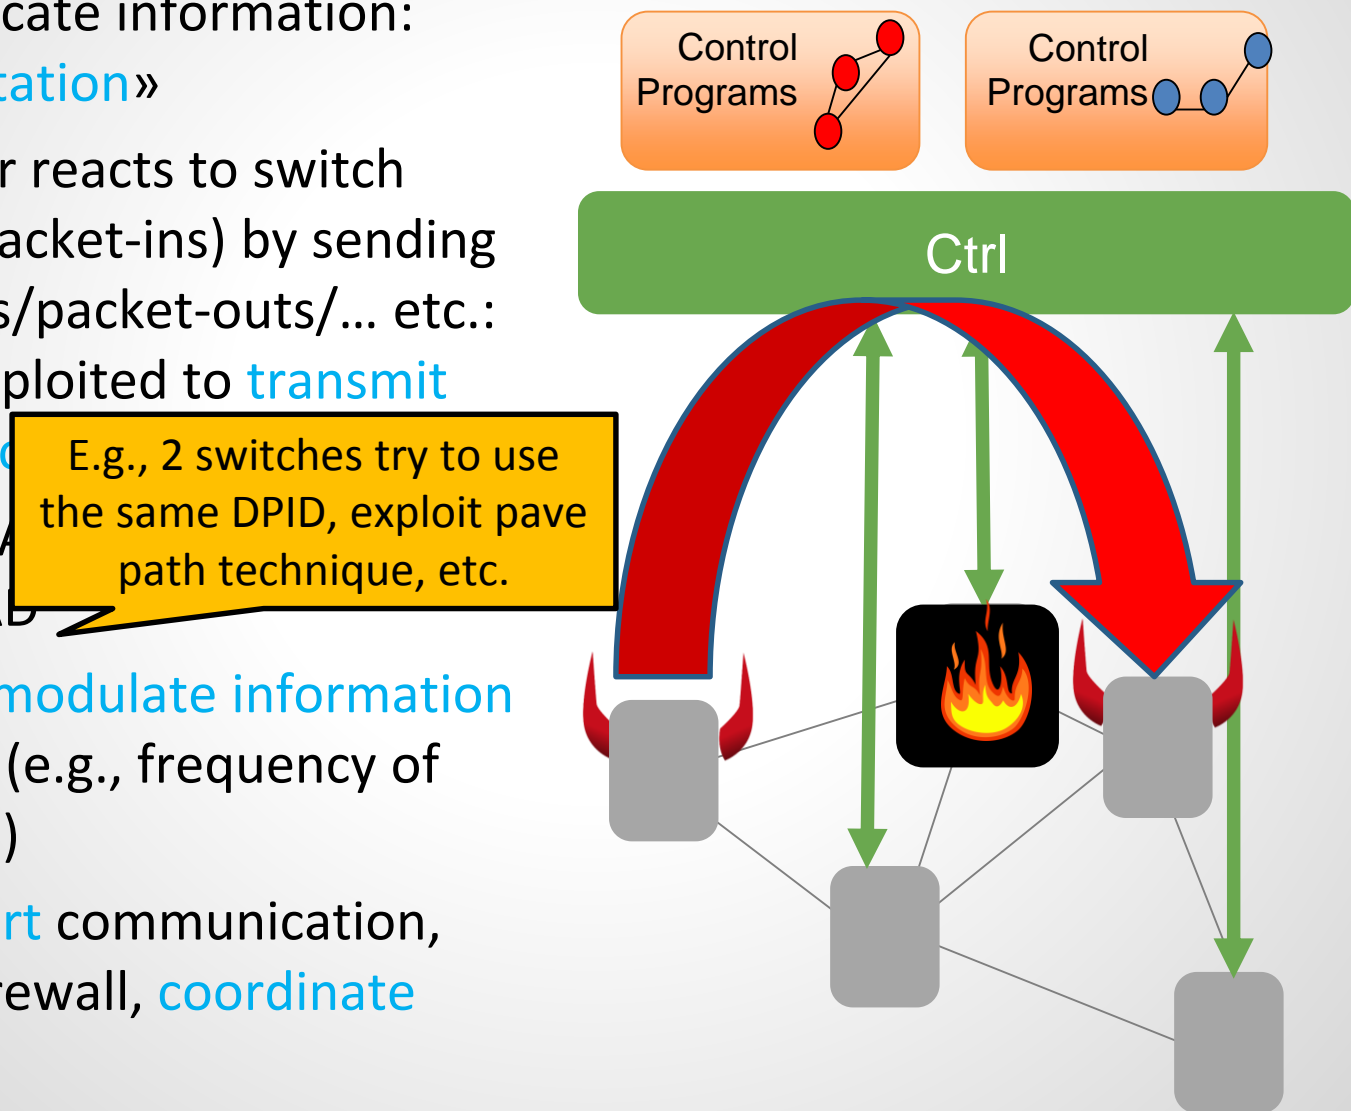 cate information:
tation»
r reacts to switch
acket-ins) by sending
s/packet-outs/... etc.:
ploited to transmit
E.g., 2 switches try to use
the same DPID, exploit pave
path technique, etc.
modulate information
(e.g., frequency of
)
rt communication,
rewall, coordinate
Control
Programs
Control
Programs
Ctrl